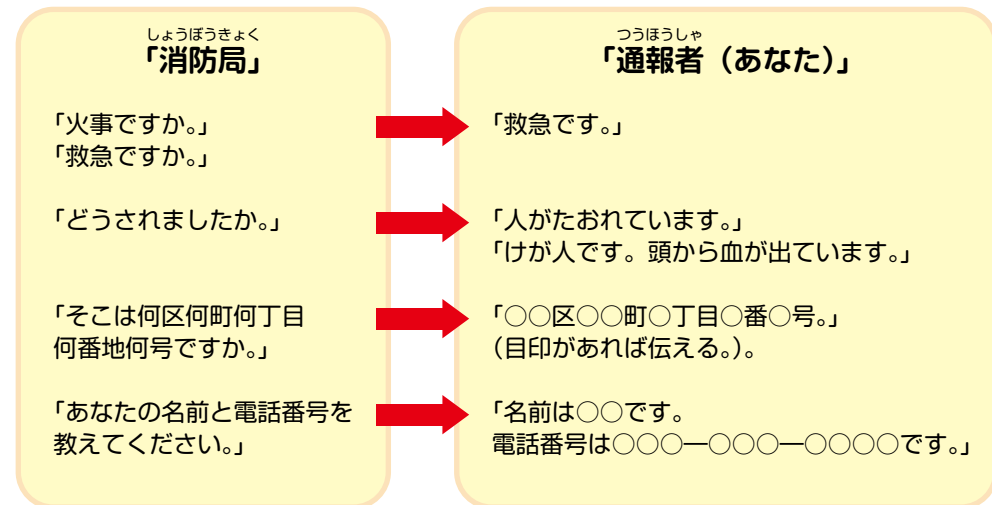 しょうぼうきょく
「消防局」
「火事ですか。」
「救急ですか。」
「どうされましたか。」
「そこは何区何町何丁目
何番地何号ですか。」
「あなたの名前と電話番号を
教えてください。」
つうほうしゃ
「通報者（あなた）」
「救急です。」
「人がたおれています。」
「けが人です。頭から血が出ています。」
「○○区○○町○丁目○番○号。」
（目印があれば伝える。）。
「名前は○○です。
電話番号は○○○―○○○―○○○○です。」